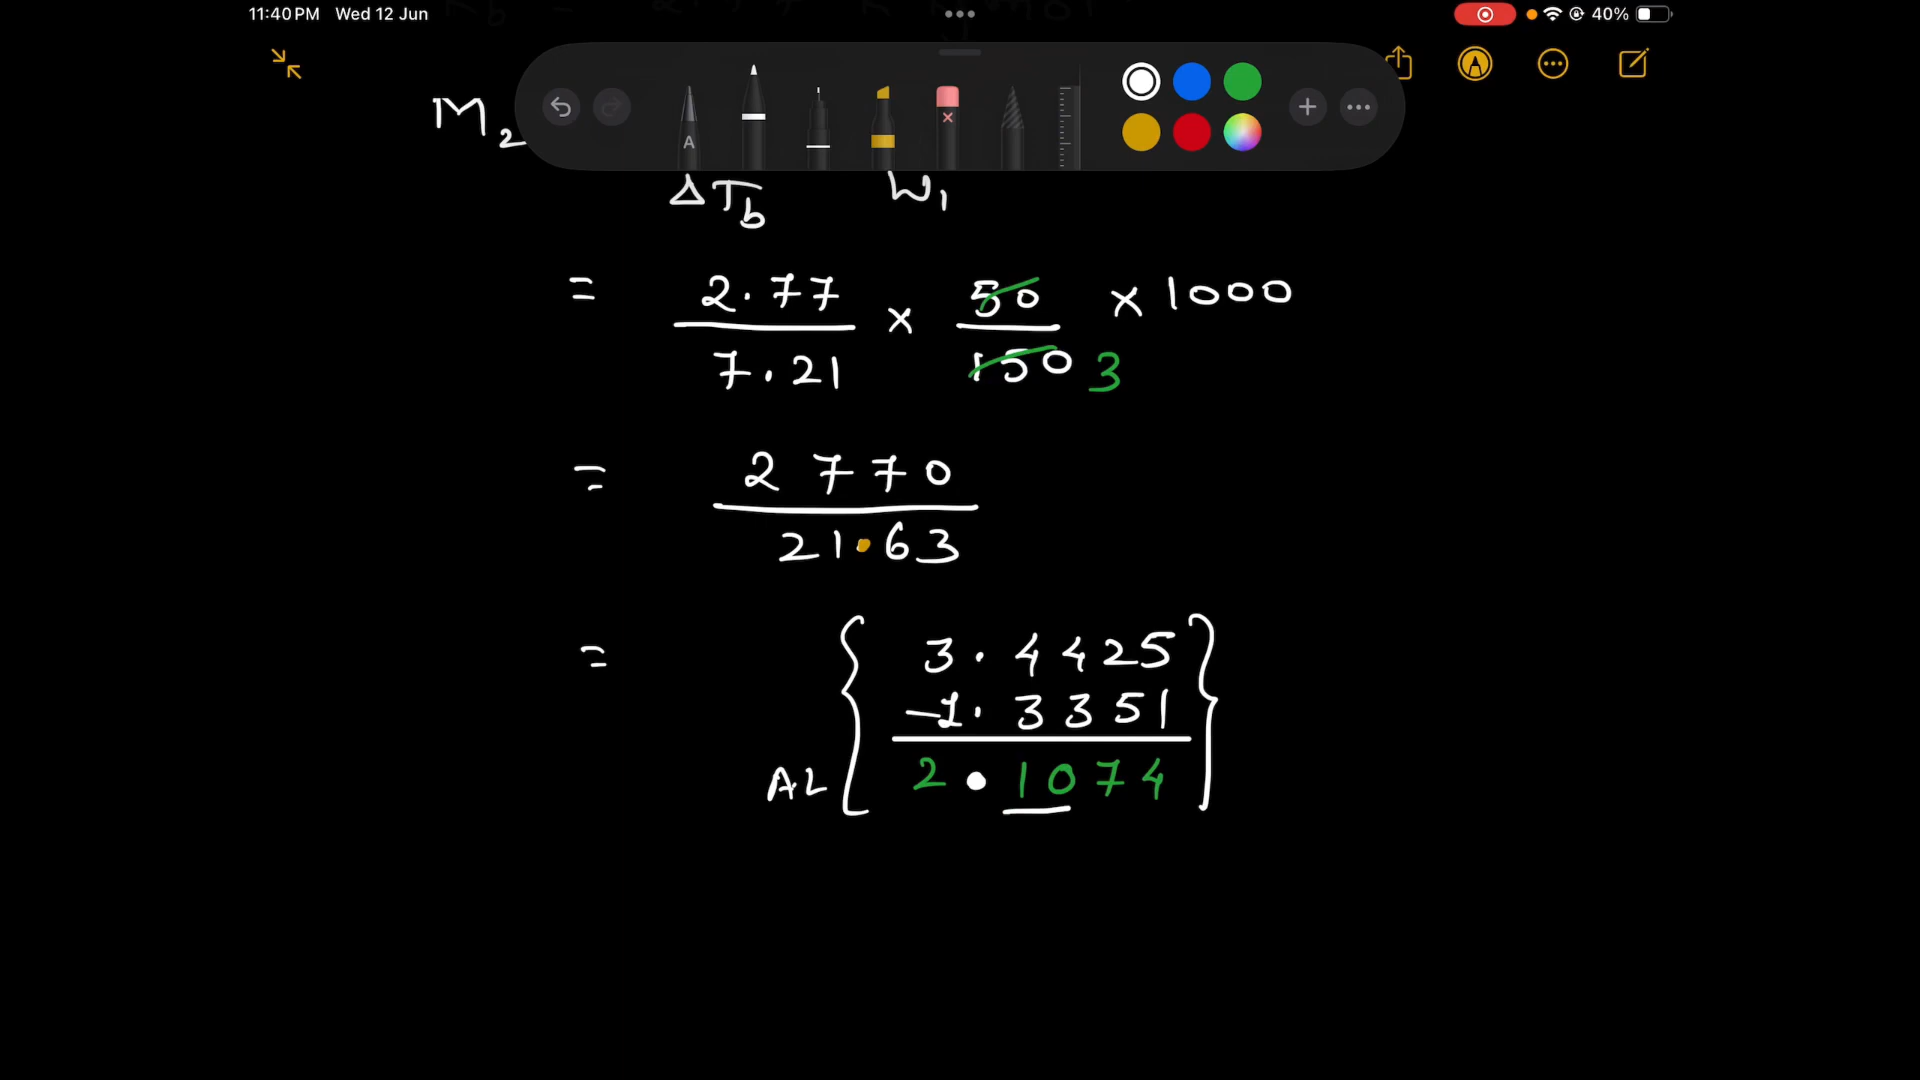 11:40 PM Wed 12 Jun 40%
M₂
A
ΔT_b W₁
= 2.77 / 7.21 × 50 / 150 3 × 1000
= 2770 / 21.63
= 3.4425
-1.3351
AL 2.1074